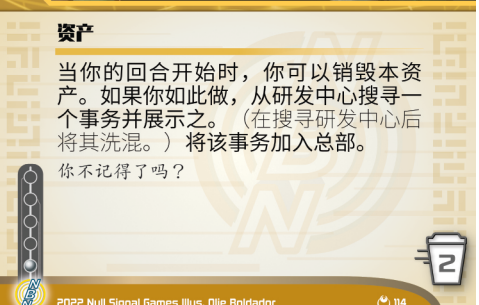 资产
当你的回合开始时，你可以销毁本资
产。如果你如此做，从研发中心搜寻一
个事务并展示之。（在搜寻研发中心后
将其洗混。）将该事务加入总部。
你不记得了吗？
2
NBN
NBN
2022 Null Signal Games Illus. Olie Boldador
114